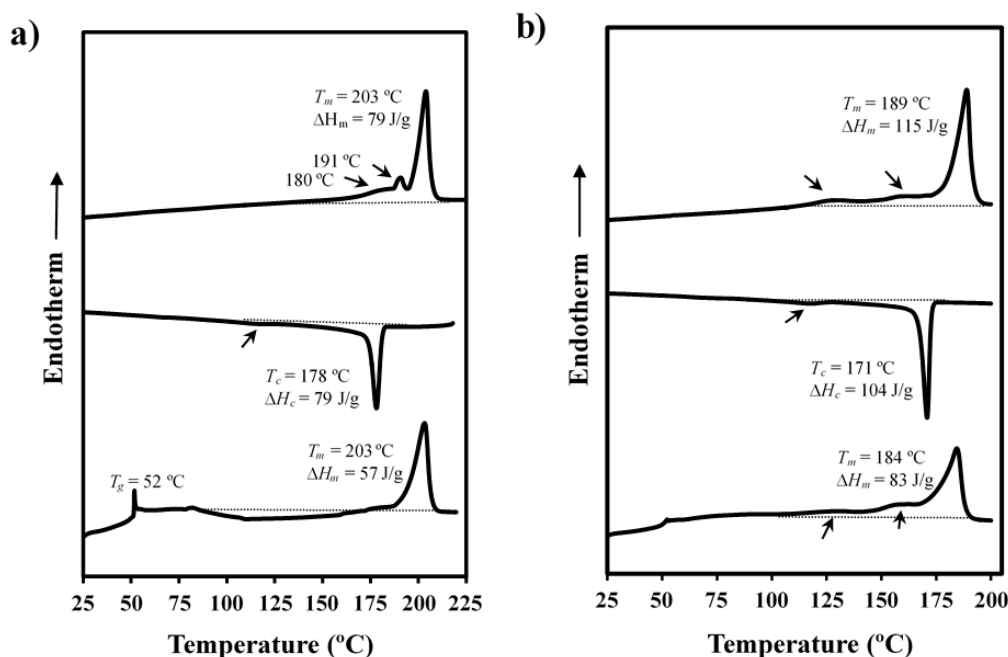 a)
Tm = 203 ºC
ΔHm = 79 J/g
191 ºC
180 ºC
Tc = 178 ºC
ΔHc = 79 J/g
Tm = 203 ºC
ΔHm = 57 J/g
Tg = 52 ºC
Endotherm
25 50 75 100 125 150 175 200 225
Temperature (ºC)
b)
Tm = 189 ºC
ΔHm = 115 J/g
Tc = 171 ºC
ΔHc = 104 J/g
Tm = 184 ºC
ΔHm = 83 J/g
Endotherm
25 50 75 100 125 150 175 200
Temperature (ºC)